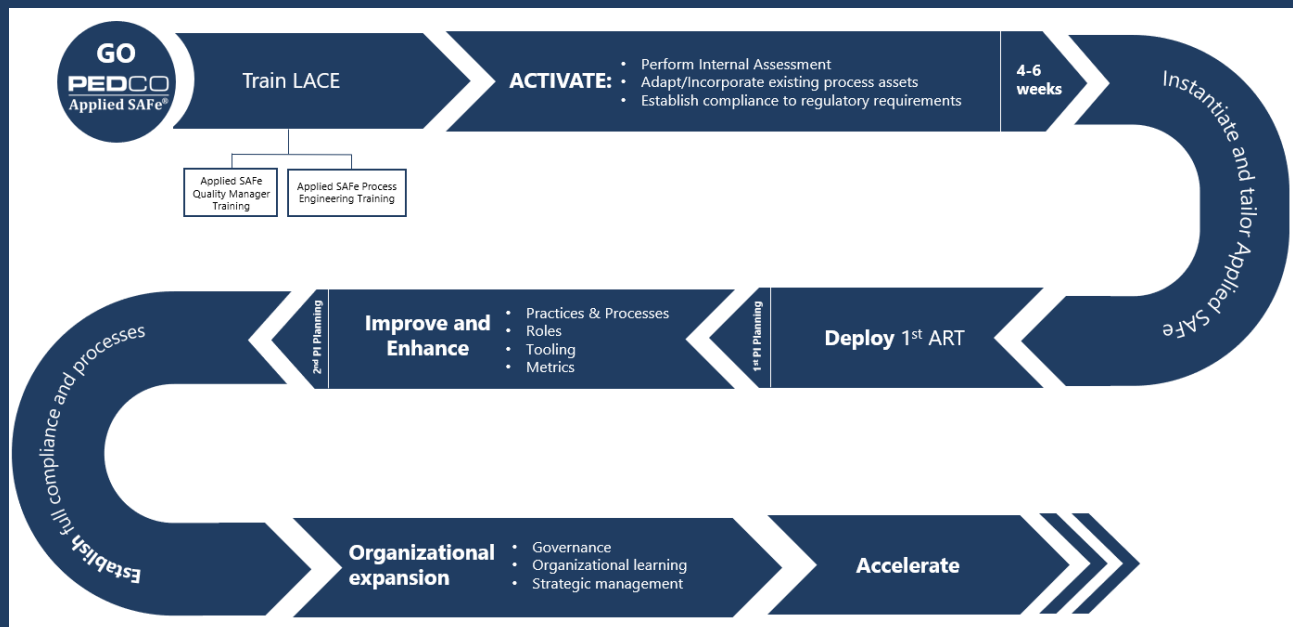 GO
PEDCO
Applied SAFe®
Train LACE
Applied SAFe
Quality Manager
Training
Applied SAFe Process
Engineering Training
ACTIVATE:
• Perform Internal Assessment
• Adapt/Incorporate existing process assets
• Establish compliance to regulatory requirements
4-6
weeks
Instantiate and tailor Applied SAFe
Deploy 1st ART
1st PI Planning
Improve and
Enhance
• Practices & Processes
• Roles
• Tooling
• Metrics
2nd PI Planning
Establish full compliance and processes
Organizational
expansion
• Governance
• Organizational learning
• Strategic management
Accelerate